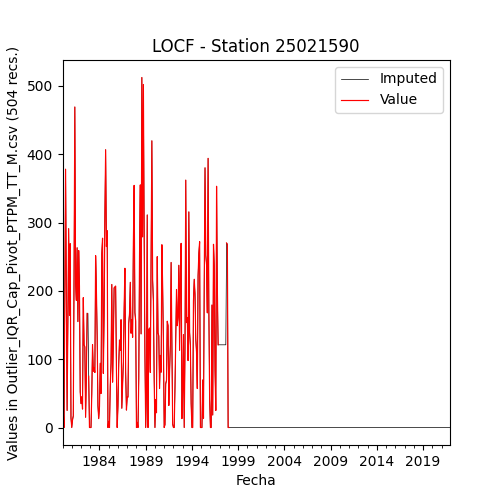 LOCF - Station 25021590
Imputed
Value
Values in Outlier_IQR_Cap_Pivot_PTPM_TT_M.csv (504 recs.)
500
400
300
200
100
0
1984 1989 1994 1999 2004 2009 2014 2019
Fecha